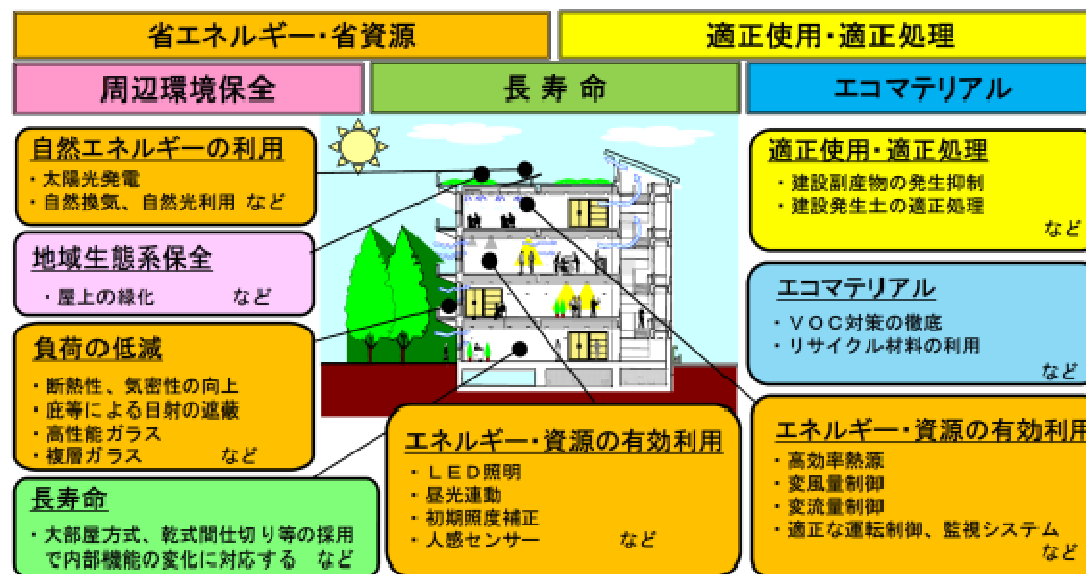 省エネルギー・省資源
適正使用・適正処理
周辺環境保全
長寿命
エコマテリアル
自然エネルギーの利用
・太陽光発電
・自然換気、自然光利用 など
地域生態系保全
・屋上の緑化 など
負荷の低減
・断熱性、気密性の向上
・庇等による日射の遮蔽
・高性能ガラス
・複層ガラス など
長寿命
・大部屋方式、乾式間仕切り等の採用
で内部機能の変化に対応する など
エネルギー・資源の有効利用
・LED照明
・昼光連動
・初期照度補正
・人感センサー など
適正使用・適正処理
・建設副産物の発生抑制
・建設発生土の適正処理
など
エコマテリアル
・VOC対策の徹底
・リサイクル材料の利用
など
エネルギー・資源の有効利用
・高効率熱源
・変風量制御
・変流量制御
・適正な運転制御、監視システム
など